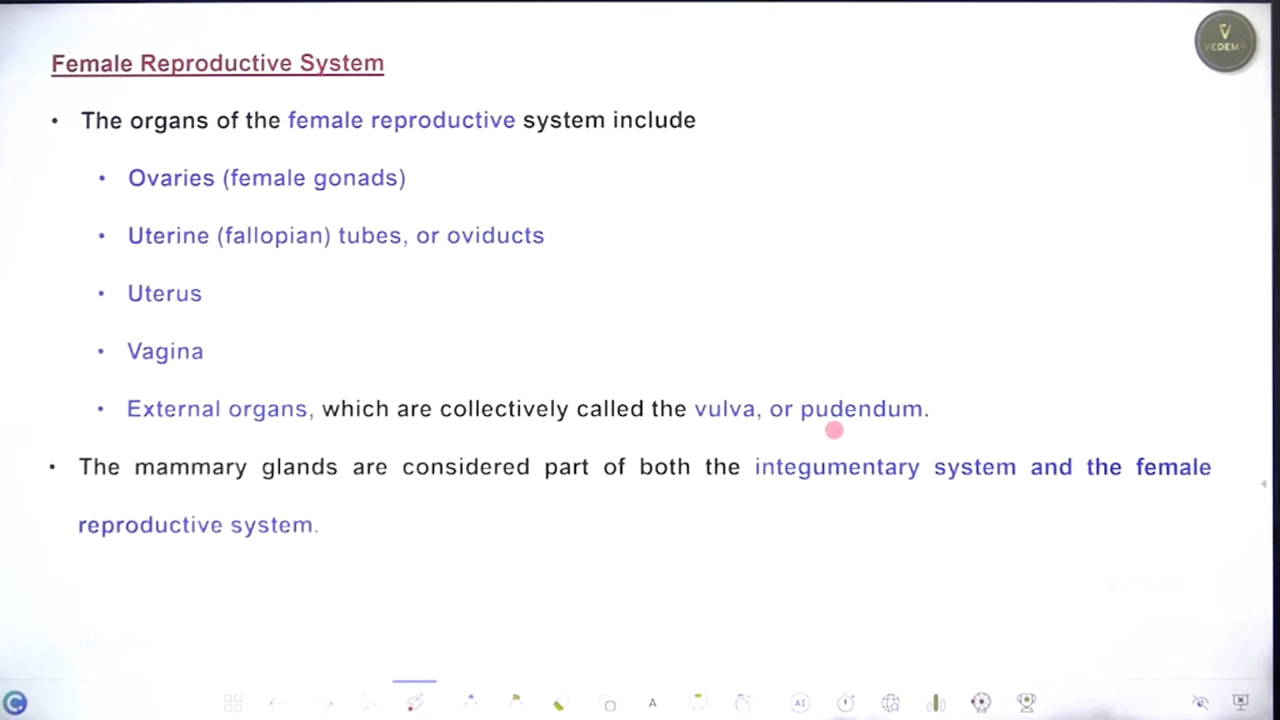 VEDEMY
Female Reproductive System
• The organs of the female reproductive system include
• Ovaries (female gonads)
• Uterine (fallopian) tubes, or oviducts
• Uterus
• Vagina
• External organs, which are collectively called the vulva, or pudendum.
• The mammary glands are considered part of both the integumentary system and the female
reproductive system.
A
AI